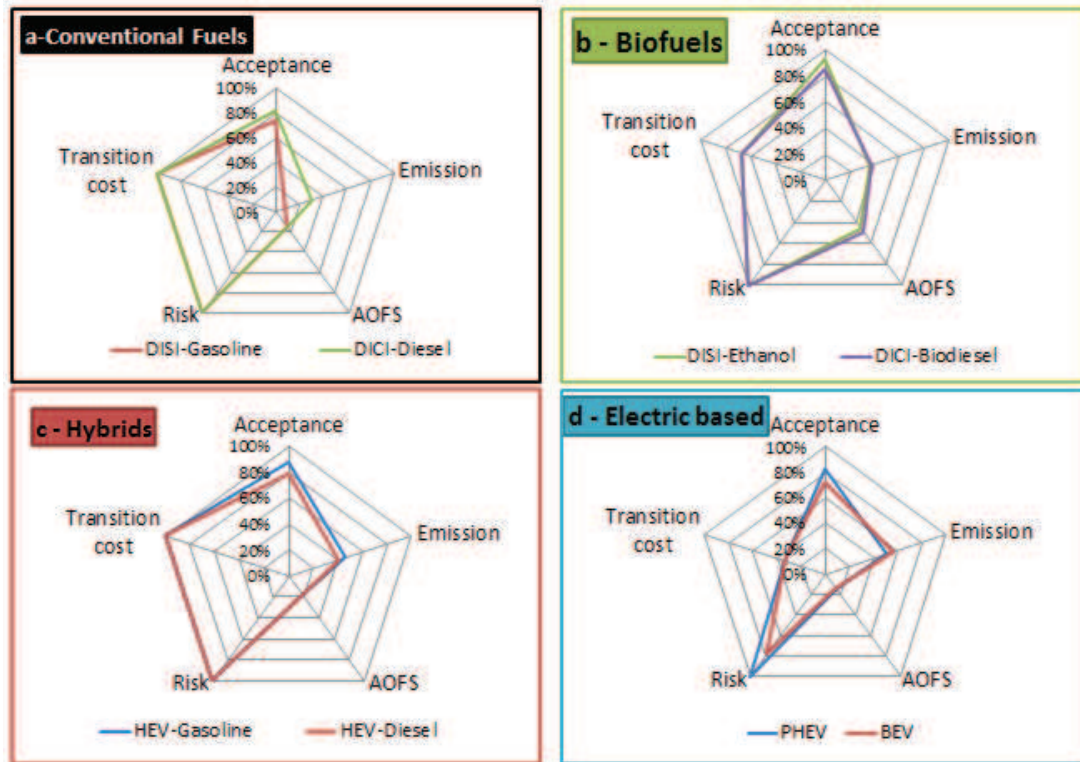 a-Conventional Fuels
Acceptance
100%
80%
60%
40%
20%
0%
Transition
cost
Emission
Risk
AOFS
DISI-Gasoline
DICI-Diesel
b - Biofuels
Acceptance
100%
80%
60%
40%
20%
0%
Transition
cost
Emission
Risk
AOFS
DISI-Ethanol
DICI-Biodiesel
c - Hybrids
Acceptance
100%
80%
60%
40%
20%
0%
Transition
cost
Emission
Risk
AOFS
HEV-Gasoline
HEV-Diesel
d - Electric based
Acceptance
100%
80%
60%
40%
20%
0%
Transition
cost
Emission
Risk
AOFS
PHEV
BEV